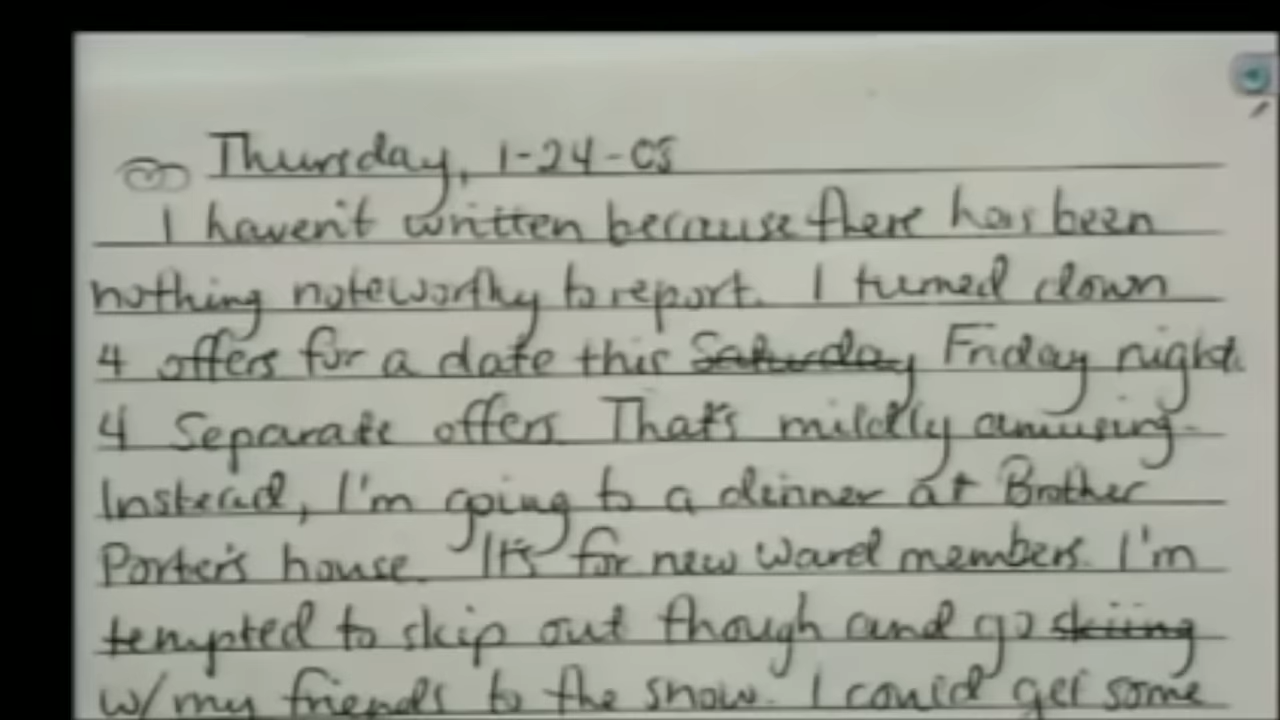 Thursday, 1-24-05
I haven't written because there has been
nothing noteworthy to report. I turned down
4 offers for a date this Saturday Friday night.
4 Separate offers. That's mildly amusing.
Instead, I'm going to a dinner at Brother
Porter's house. It's for new ward members. I'm
tempted to skip out though and go skiing
w/ my friends to the snow. I could get some